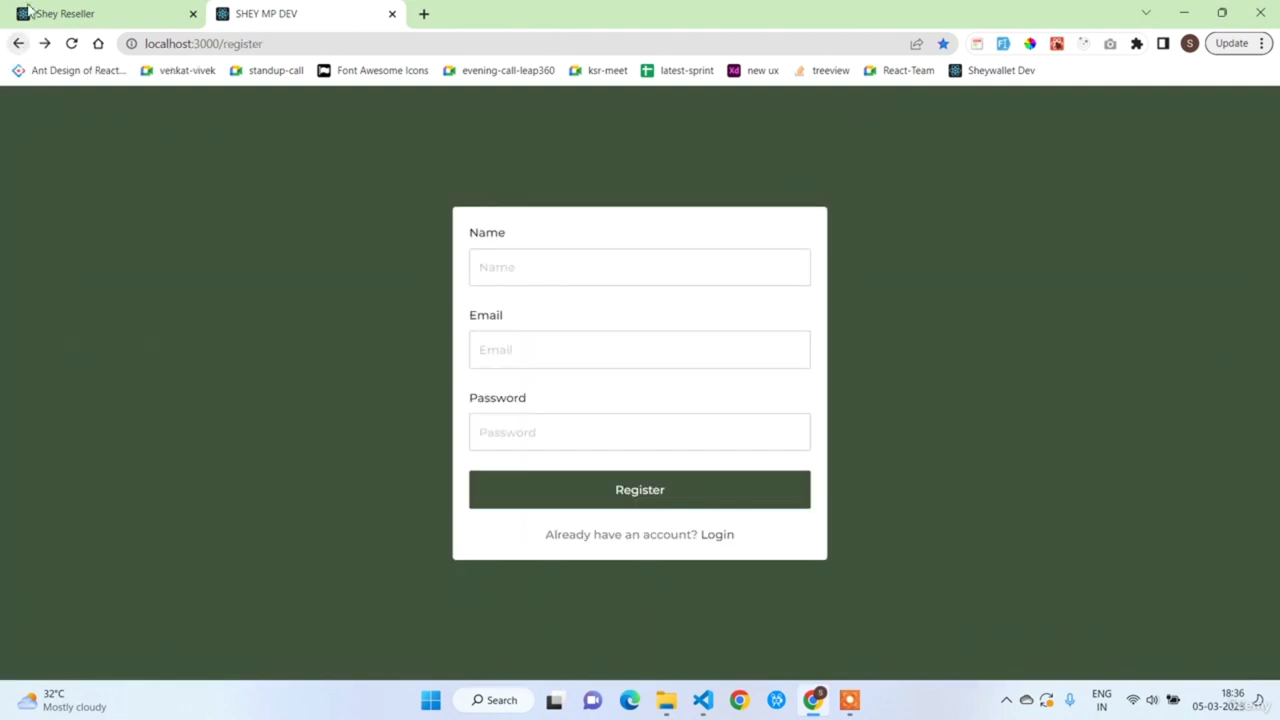 Shey Reseller
SHEY MP DEV
localhost:3000/register
Update
Ant Design of React...
venkat-vivek
standup-call
Font Awesome Icons
evening-call-leap360
ksr-meet
latest-sprint
new ux
treeview
React-Team
Sheywallet Dev
Name
Name
Email
Email
Password
Password
Register
Already have an account? Login
32°C
Mostly cloudy
Search
ENG
IN
18:36
05-03-2023